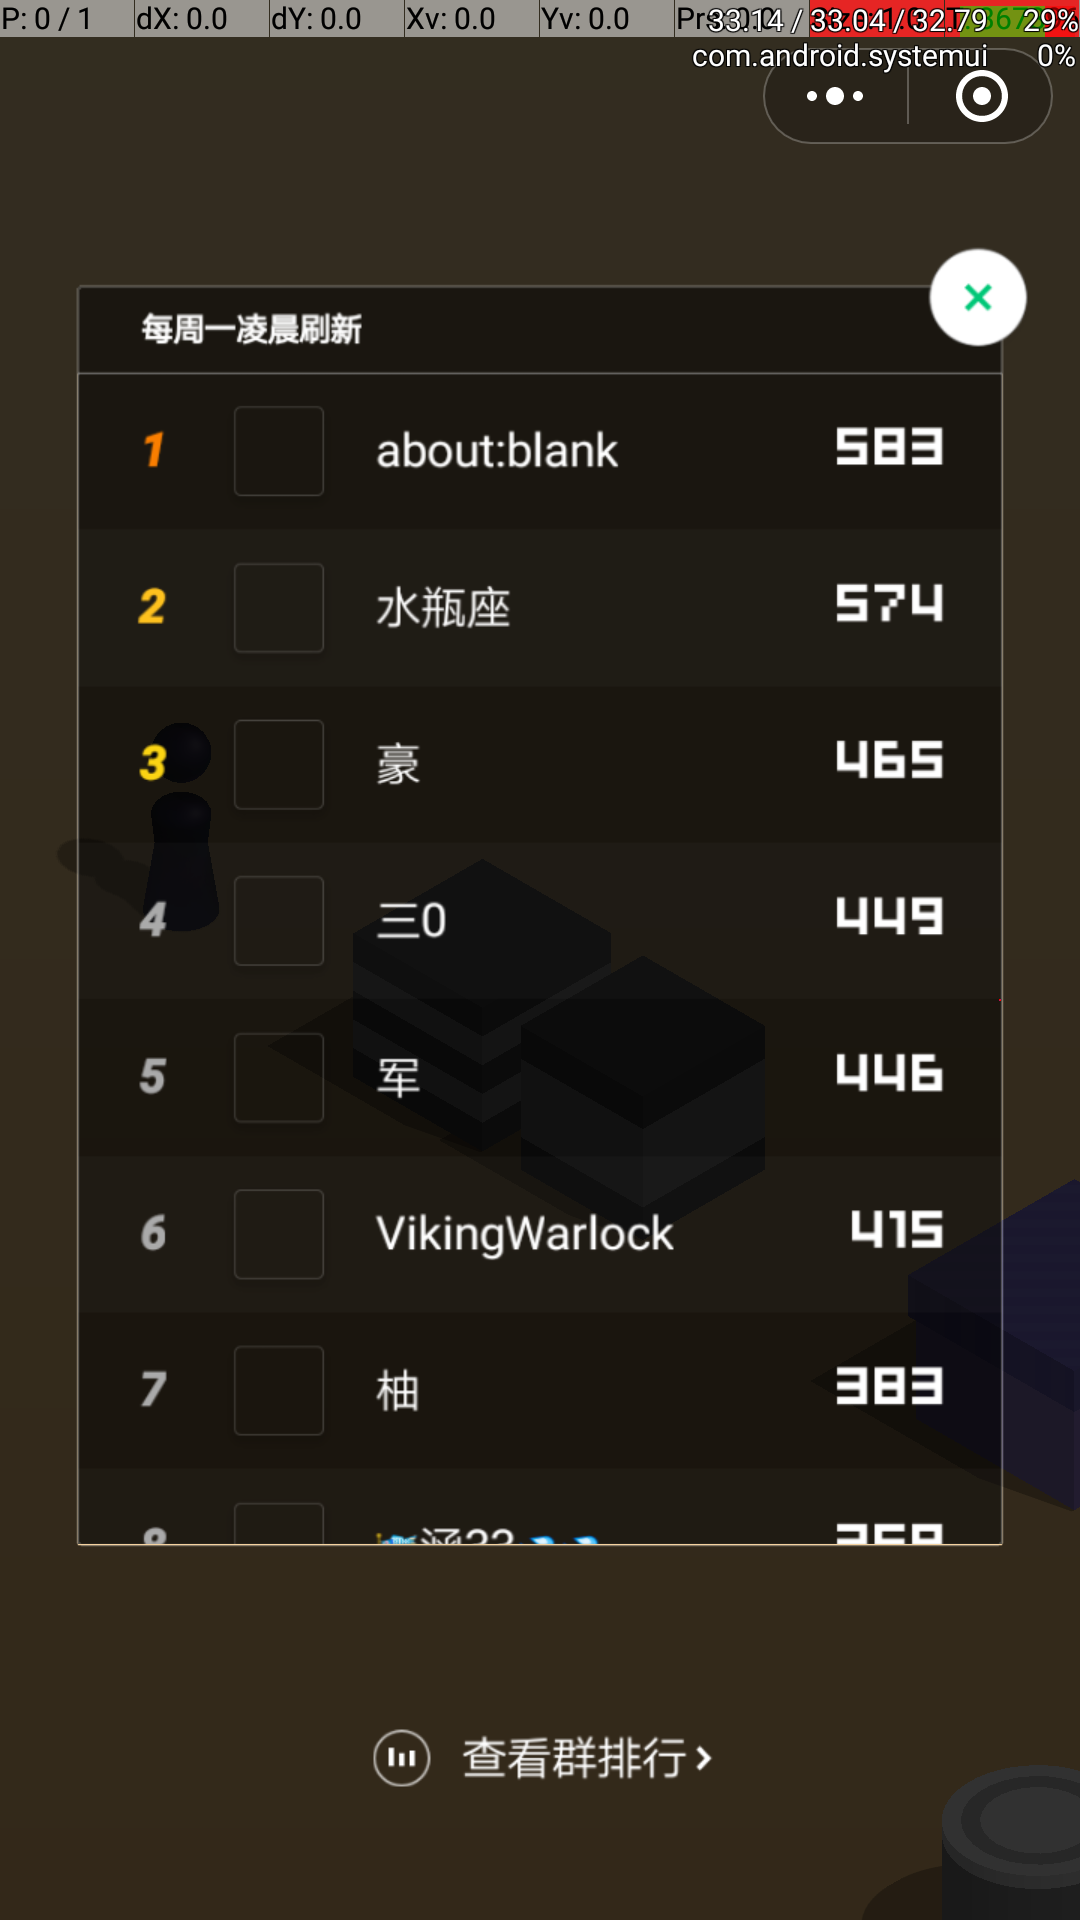 P: 0 / 1 dX: 0.0 dY: 0.0 Xv: 0.0 Yv: 0.0
33.14 / 33.04 / 32.79 29%
com.android.systemui 0%
每周一凌晨刷新
1 about:blank 583
2 水瓶座 574
3 豪 465
4 三0 449
5 军 446
6 VikingWarlock 415
7 柚 383
8
查看群排行